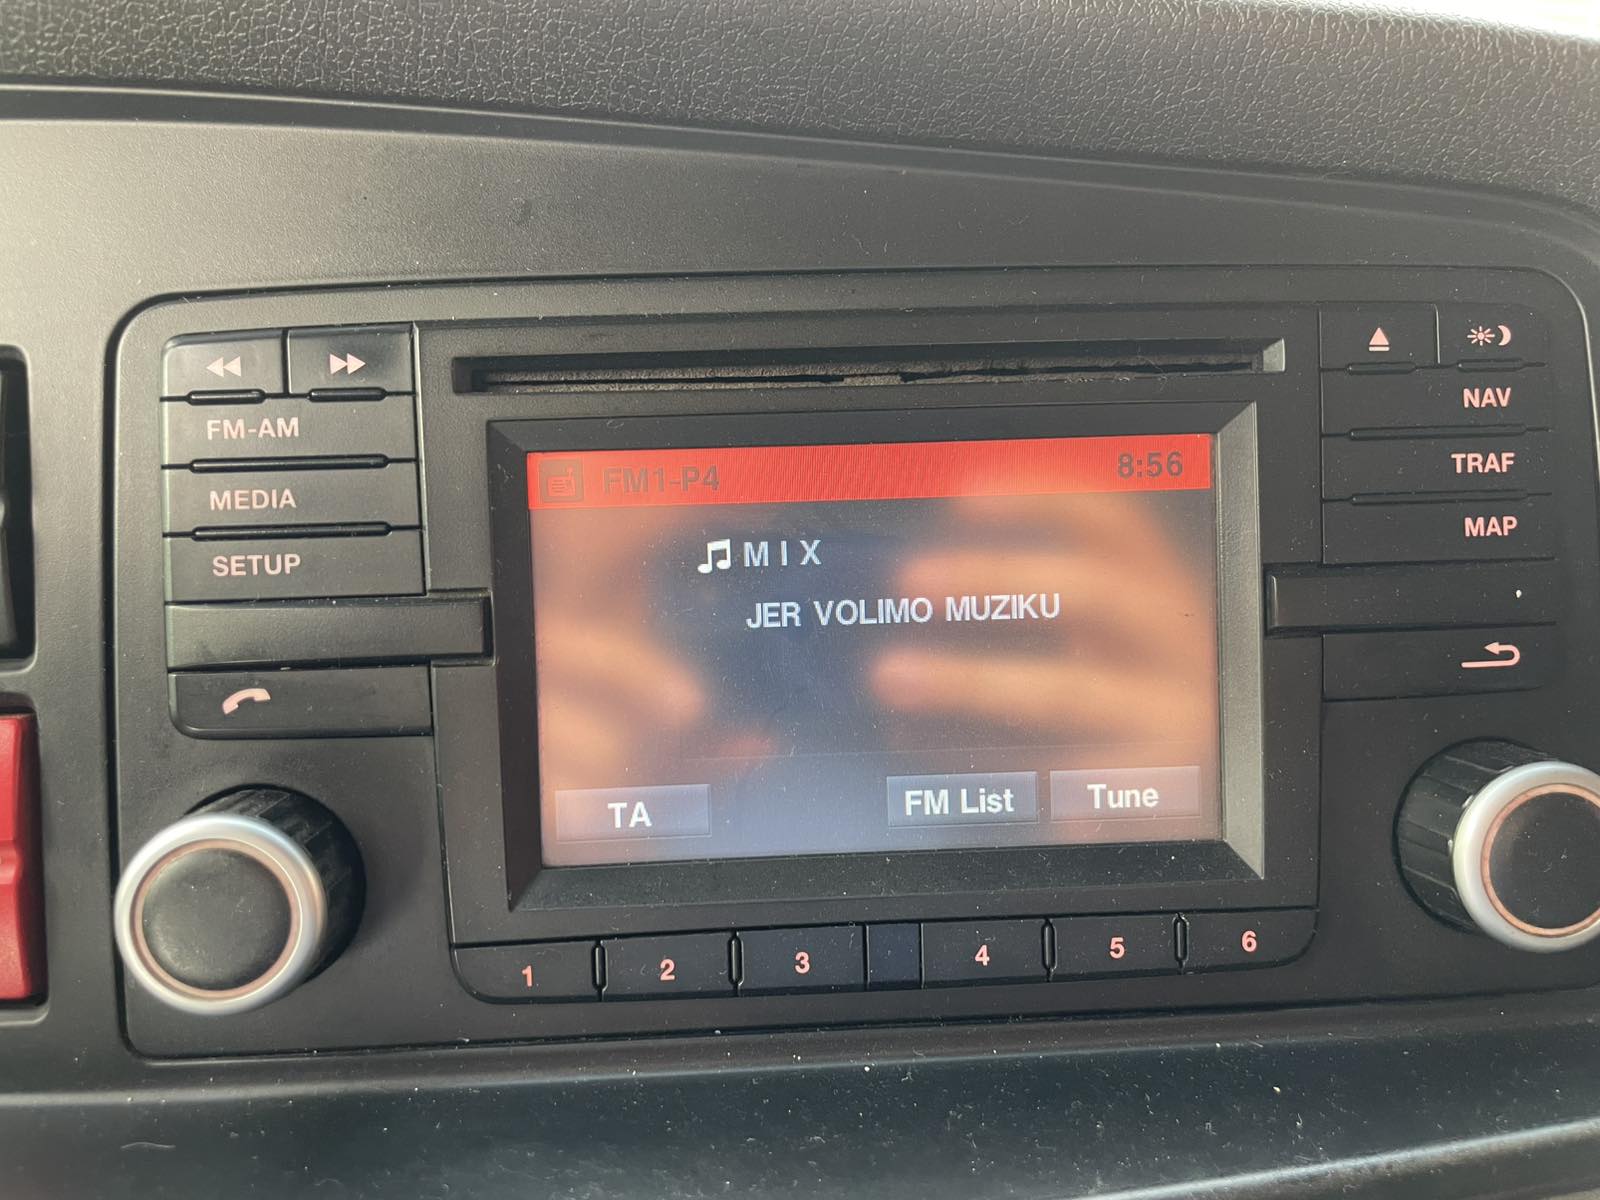 FM-AM
MEDIA
SETUP
FM1-P4 8:56
MIX
JER VOLIMO MUZIKU
TA FM List Tune
NAV
TRAF
MAP
1 2 3 4 5 6